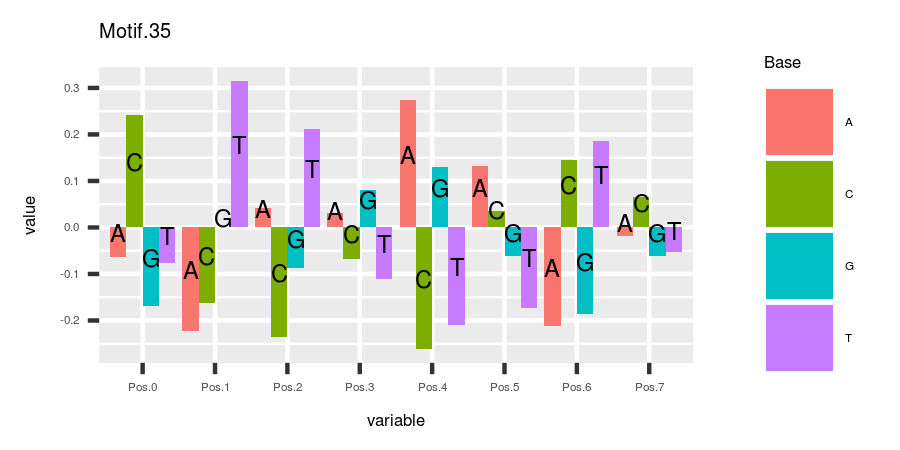 Motif.35
value
0.3
0.2
0.1
0.0
-0.1
-0.2
A C G T A C G T A C G T A C G T A C G T A C G T A C G T A C G T
Pos.0 Pos.1 Pos.2 Pos.3 Pos.4 Pos.5 Pos.6 Pos.7
variable
Base
A
C
G
T